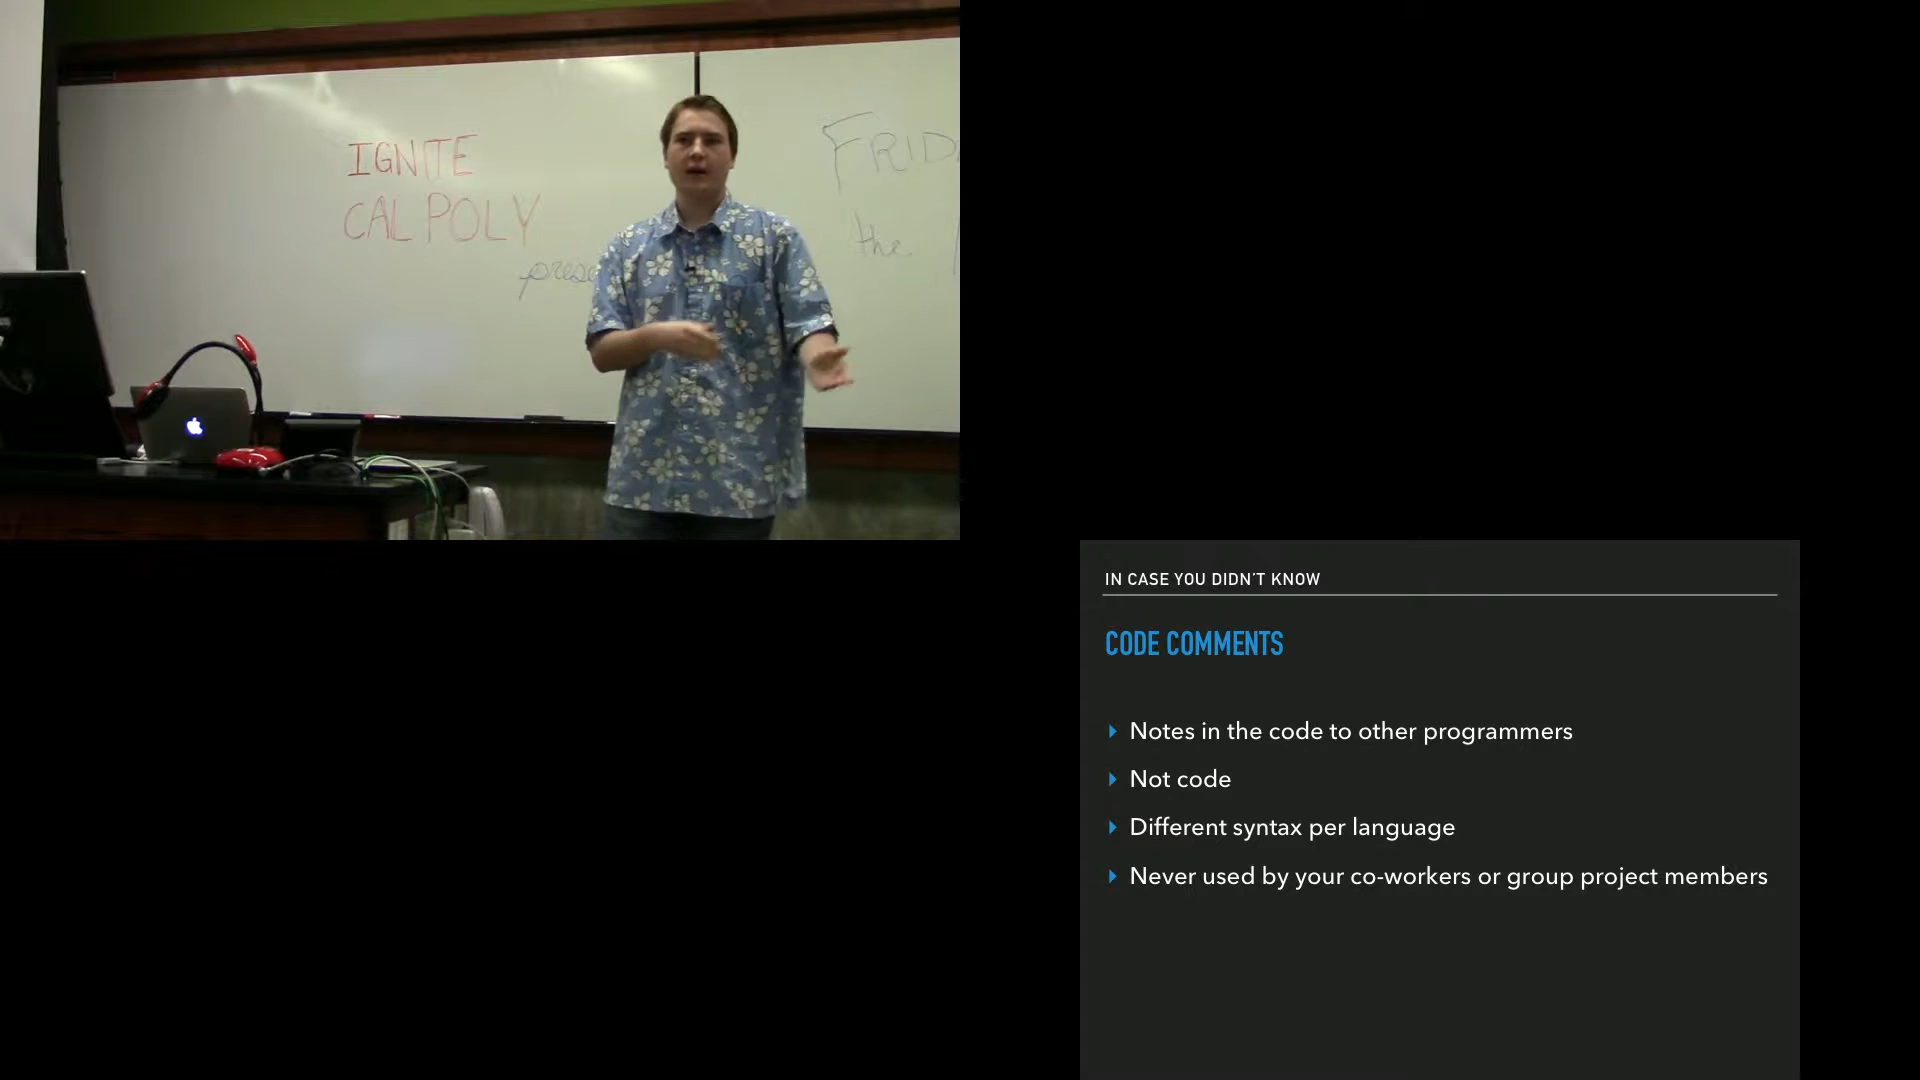 IGNITE
CAL POLY
the
IN CASE YOU DIDN'T KNOW
CODE COMMENTS
Notes in the code to other programmers
Not code
Different syntax per language
Never used by your co-workers or group project members